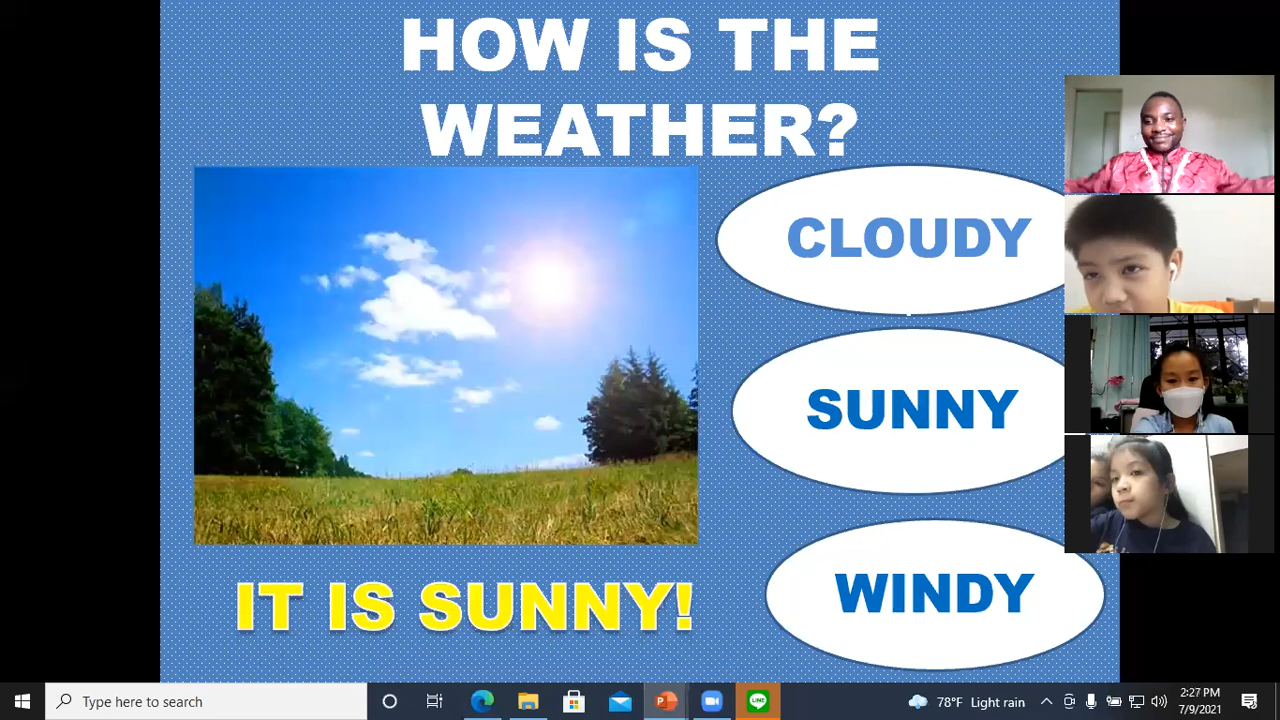 HOW IS THE
WEATHER?
CLOUDY
SUNNY
WINDY
IT IS SUNNY!
Type here to search
LINE
78°F Light rain
2:27 PM
7/9/2021